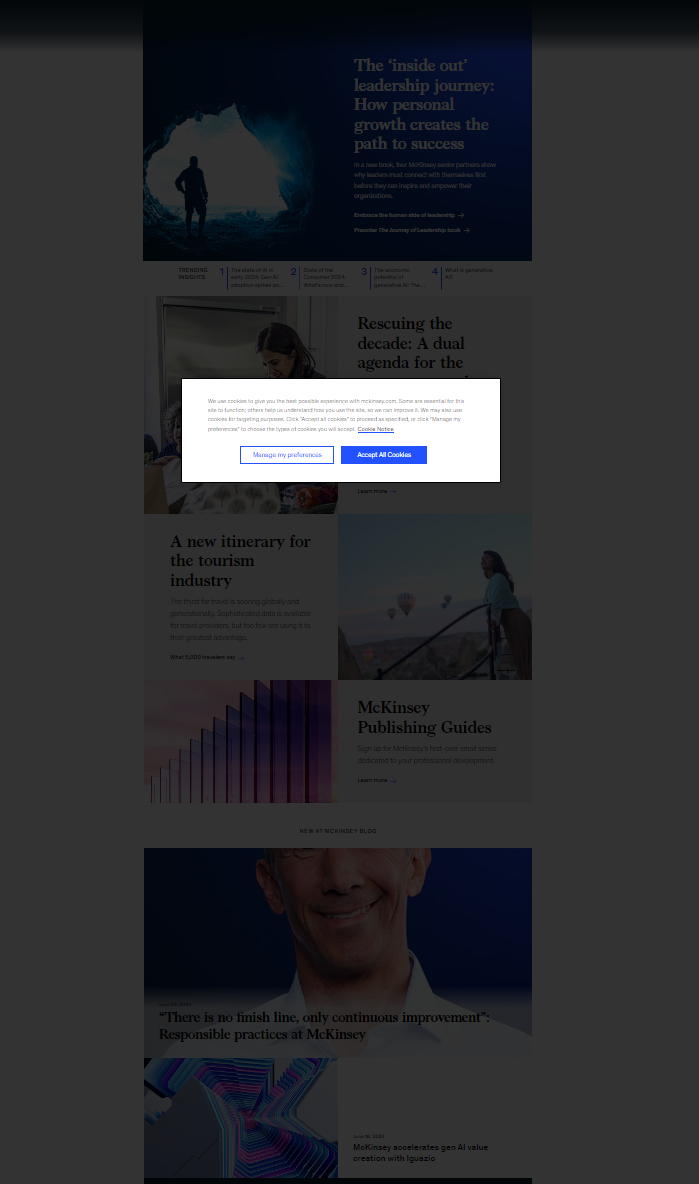 The ‘inside out’
leadership journey:
How personal
growth creates the
path to success
In a new book, four McKinsey senior partners show
why leaders must connect with themselves first
before they can inspire and empower their
organizations.
Embrace the human side of leadership →
Preorder The Journey of Leadership book →
TRENDING
INSIGHTS
1
The state of AI in
early 2024: Gen AI
adoption spikes an...
2
State of the
Consumer 2024:
What’s now and...
3
The economic
potential of
generative AI: The...
4
What is generative
AI?
Rescuing the
decade: A dual
agenda for the
We use cookies to give you the best possible experience with mckinsey.com. Some are essential for this
site to function; others help us understand how you use the site, so we can improve it. We may also use
cookies for targeting purposes. Click “Accept all cookies” to proceed as specified, or click “Manage my
preferences” to choose the types of cookies you will accept. Cookie Notice
Manage my preferences
Accept All Cookies
Learn more →
A new itinerary for
the tourism
industry
The thirst for travel is soaring globally and
generationally. Sophisticated data is available
for travel providers, but too few are using it to
their greatest advantage.
What 5,000 travelers say →
McKinsey
Publishing Guides
Sign up for McKinsey’s first-ever email series
dedicated to your professional development.
Learn more →
NEW AT MCKINSEY BLOG
“There is no finish line, only continuous improvement”:
Responsible practices at McKinsey
McKinsey accelerates gen AI value
creation with Iguazio